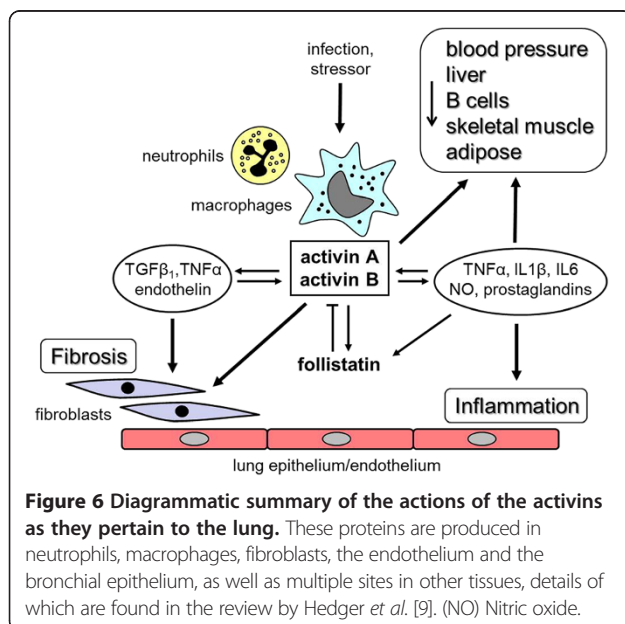 infection,
stressor
blood pressure
liver
B cells
skeletal muscle
adipose
neutrophils
macrophages
TGFβ₁,TNFα
endothelin
activin A
activin B
TNFα, IL1β, IL6
NO, prostaglandins
follistatin
Fibrosis
fibroblasts
Inflammation
lung epithelium/endothelium
Figure 6 Diagrammatic summary of the actions of the activins
as they pertain to the lung. These proteins are produced in
neutrophils, macrophages, fibroblasts, the endothelium and the
bronchial epithelium, as well as multiple sites in other tissues, details of
which are found in the review by Hedger et al. [9]. (NO) Nitric oxide.